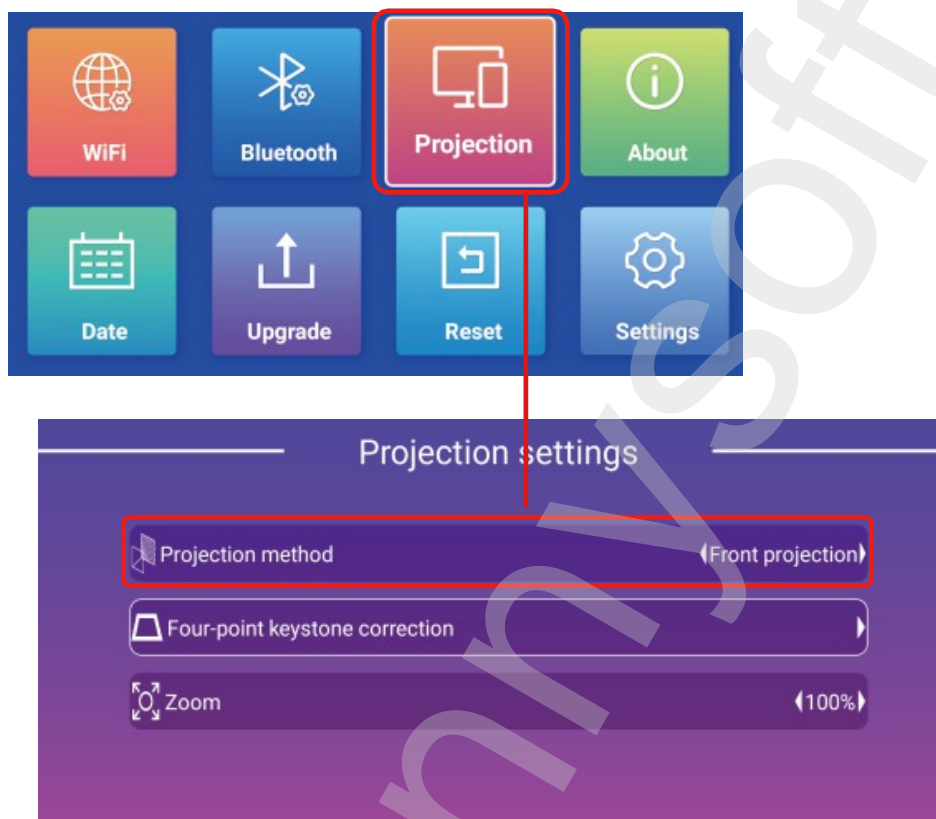 WiFi
Bluetooth
Projection
About
Date
Upgrade
Reset
Settings
Projection settings
Projection method
Front projection
Four-point keystone correction
Zoom
100%